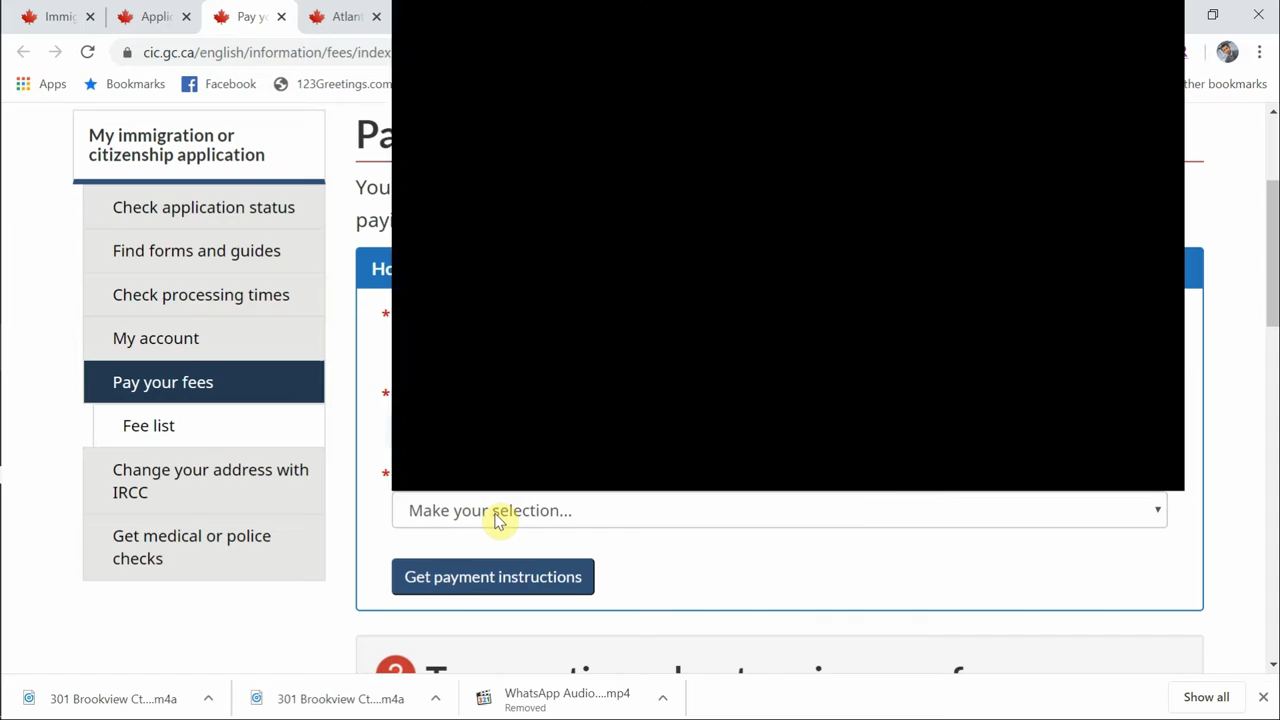 Immig
Applic
Pay yo
Atlant
cic.gc.ca/english/information/fees/index
Apps
Bookmarks
Facebook
123Greetings.com
ther bookmarks
My immigration or
citizenship application
Check application status
Find forms and guides
Check processing times
My account
Pay your fees
Fee list
Change your address with
IRCC
Get medical or police
checks
Pa
You
payi
Ho
*
*
*
Make your selection...
Get payment instructions
301 Brookview Ct....m4a
301 Brookview Ct....m4a
WhatsApp Audio....mp4
Removed
Show all